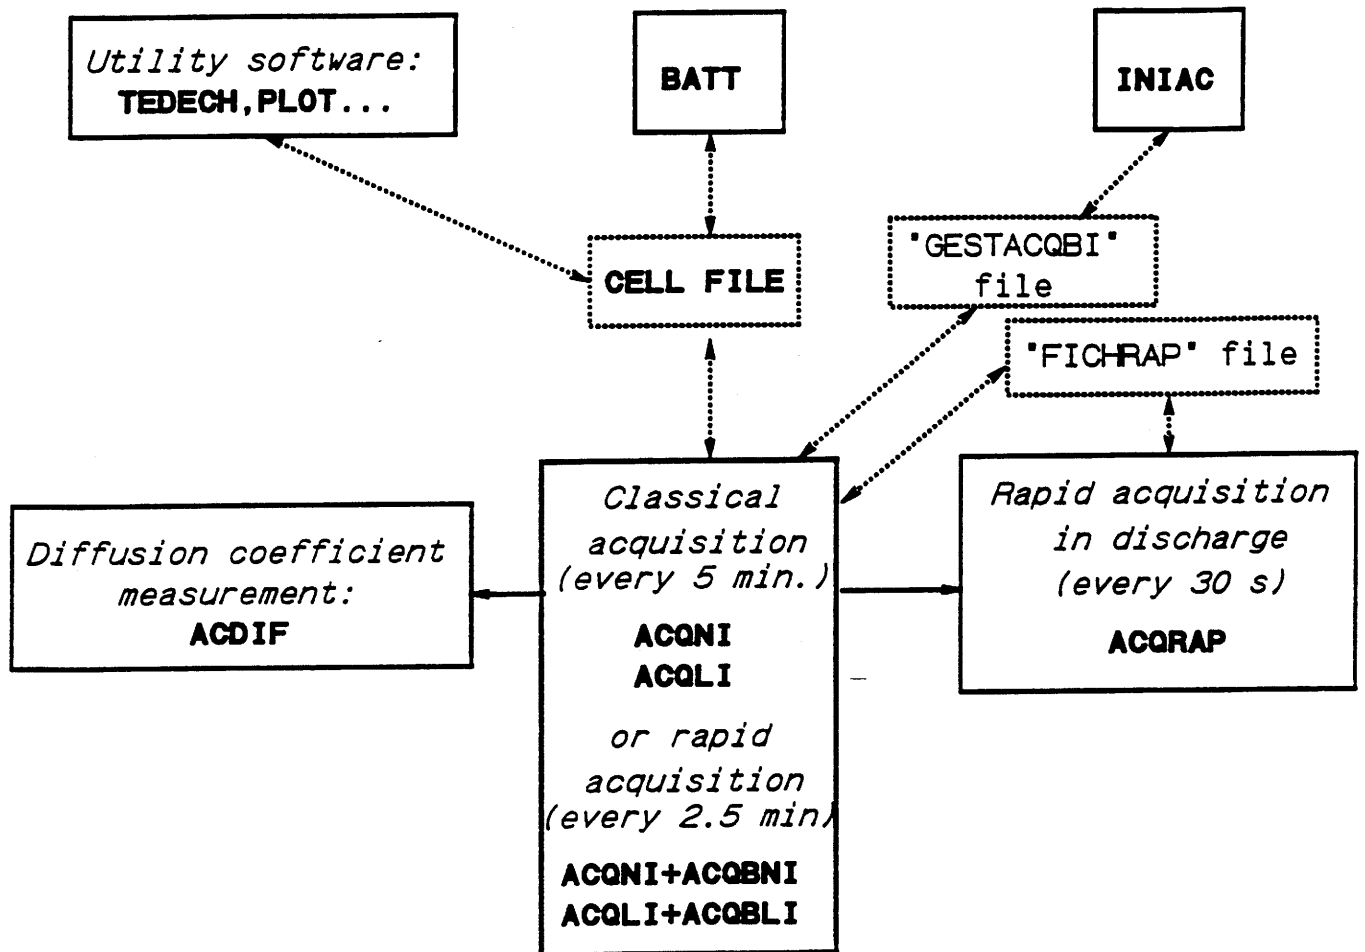 Utility software:
TEDECH,PLOT...
BATT
INIAC
CELL FILE
"GESTACQBI"
file
"FICHRAP" file
Diffusion coefficient
measurement:
ACDIF
Classical
acquisition
(every 5 min.)
ACQNI
ACQLI
or rapid
acquisition
(every 2.5 min)
ACQNI+ACQBNI
ACQLI+ACQBLI
Rapid acquisition
in discharge
(every 30 s)
ACQRAP